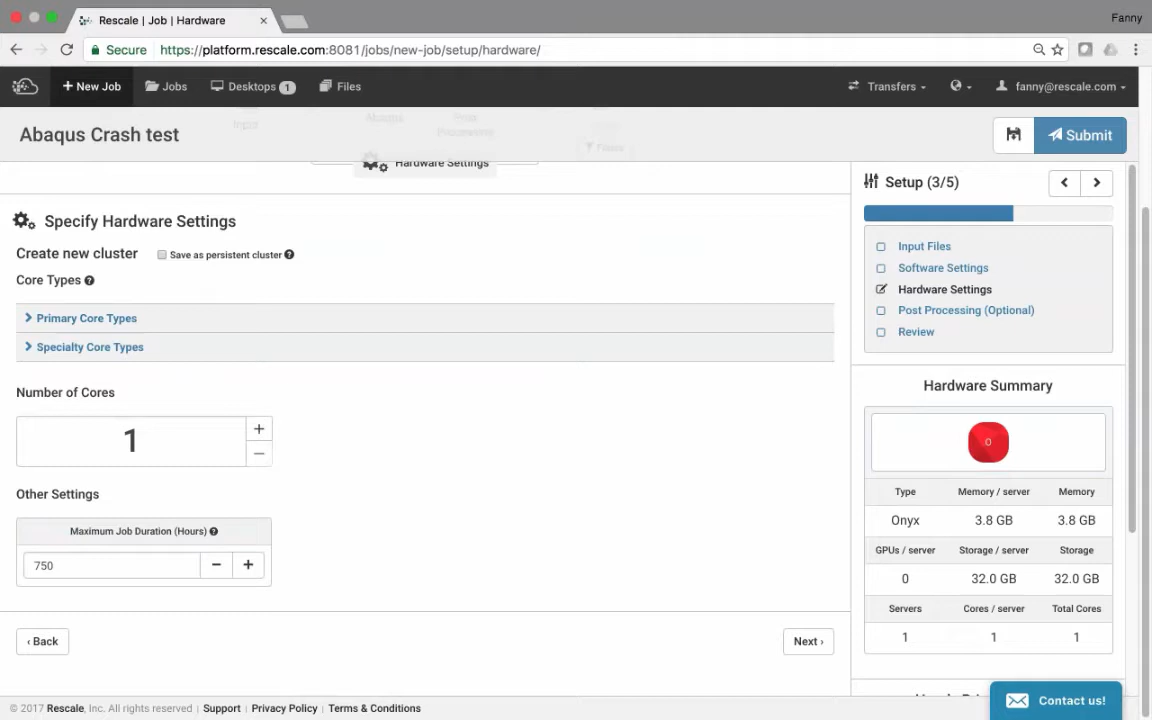 Rescale | Job | Hardware
Fanny
Secure https://platform.rescale.com:8081/jobs/new-job/setup/hardware/
New Job Jobs Desktops 1 Files Transfers fanny@rescale.com
Abaqus Crash test
Submit
Hardware Settings
Specify Hardware Settings
Create new cluster Save as persistent cluster
Core Types
Primary Core Types
Specialty Core Types
Number of Cores
1
Other Settings
Maximum Job Duration (Hours)
750
‹ Back
Next ›
Setup (3/5)
Input Files
Software Settings
Hardware Settings
Post Processing (Optional)
Review
Hardware Summary
O
Type Memory / server Memory
Onyx 3.8 GB 3.8 GB
GPUs / server Storage / server Storage
0 32.0 GB 32.0 GB
Servers Cores / server Total Cores
1 1 1
Contact us!
© 2017 Rescale, Inc. All rights reserved | Support | Privacy Policy | Terms & Conditions